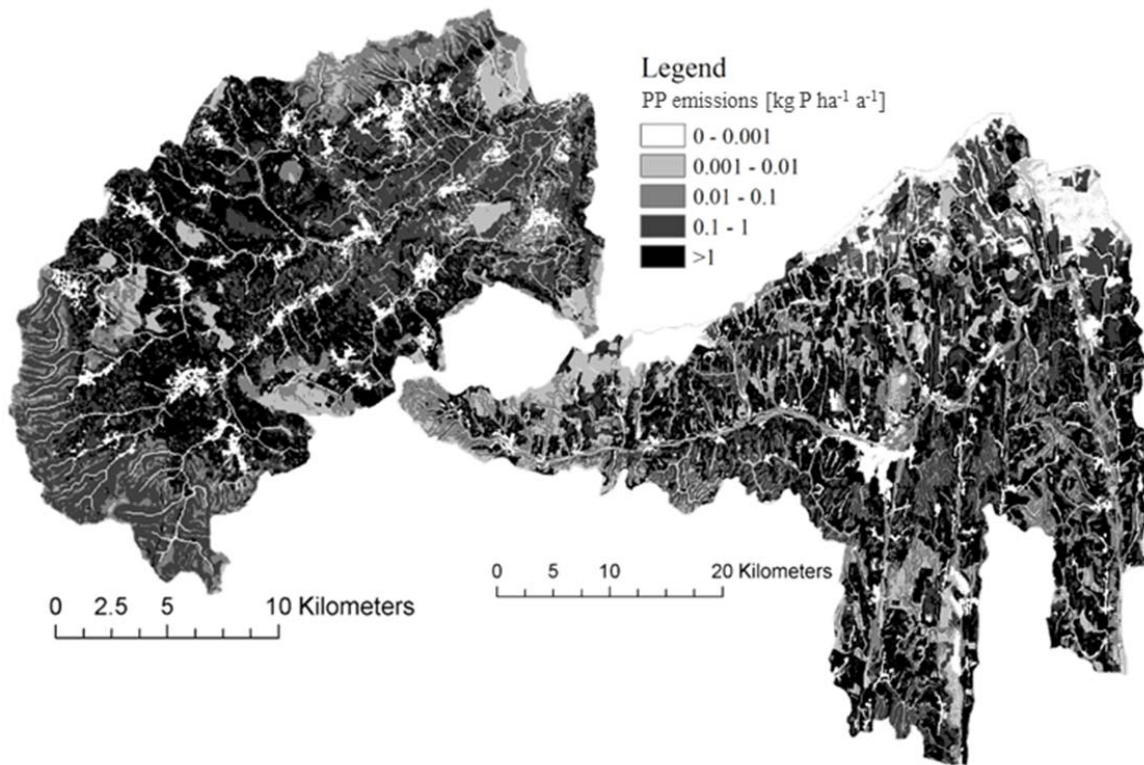 Legend
PP emissions [kg P ha⁻¹ a⁻¹]
0 - 0.001
0.001 - 0.01
0.01 - 0.1
0.1 - 1
>1
0 5 10 20 Kilometers
0 2.5 5 10 Kilometers